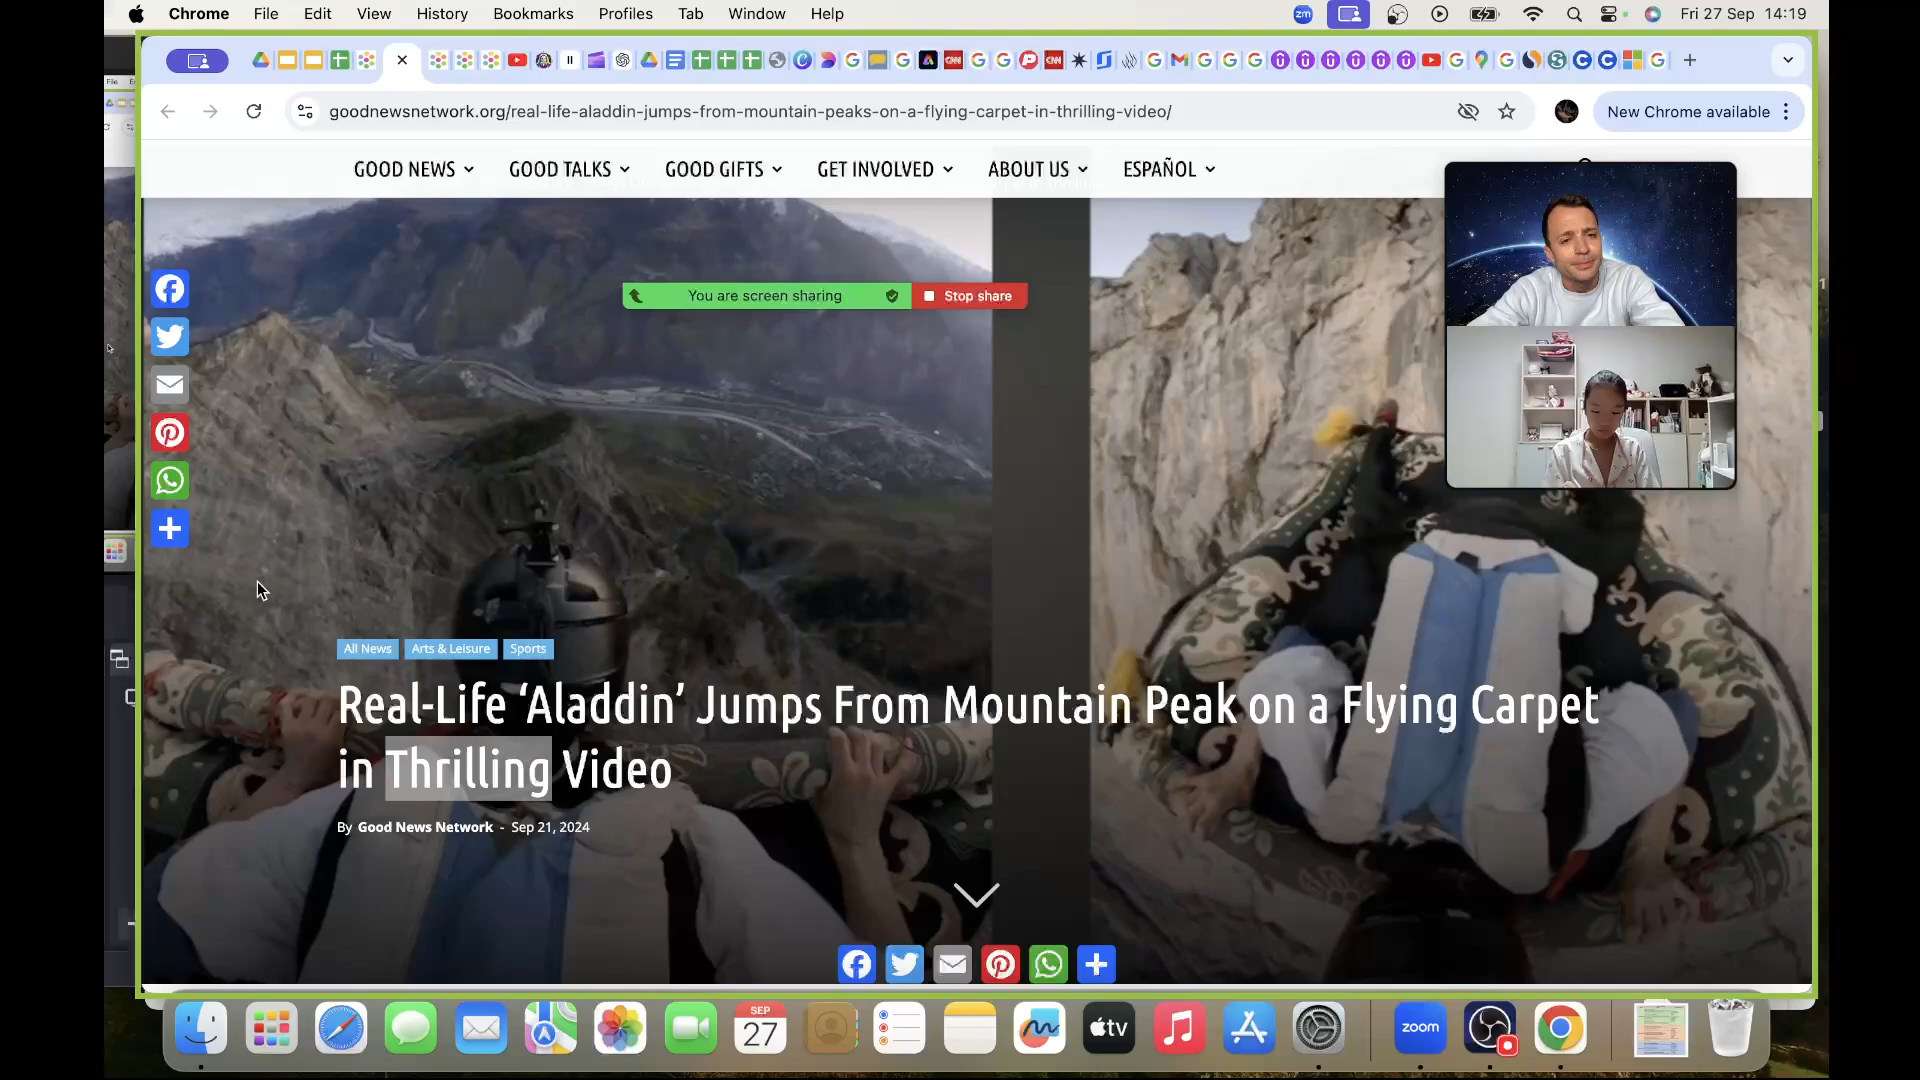 Chrome File Edit View History Bookmarks Profiles Tab Window Help
zm
Fri 27 Sep 14:19
goodnewsnetwork.org/real-life-aladdin-jumps-from-mountain-peaks-on-a-flying-carpet-in-thrilling-video/
New Chrome available
GOOD NEWS GOOD TALKS GOOD GIFTS GET INVOLVED ABOUT US ESPAÑOL
You are screen sharing Stop share
All News Arts & Leisure Sports
Real-Life ‘Aladdin’ Jumps From Mountain Peak on a Flying Carpet
in Thrilling Video
By Good News Network - Sep 21, 2024
SEP
27
tv
zoom